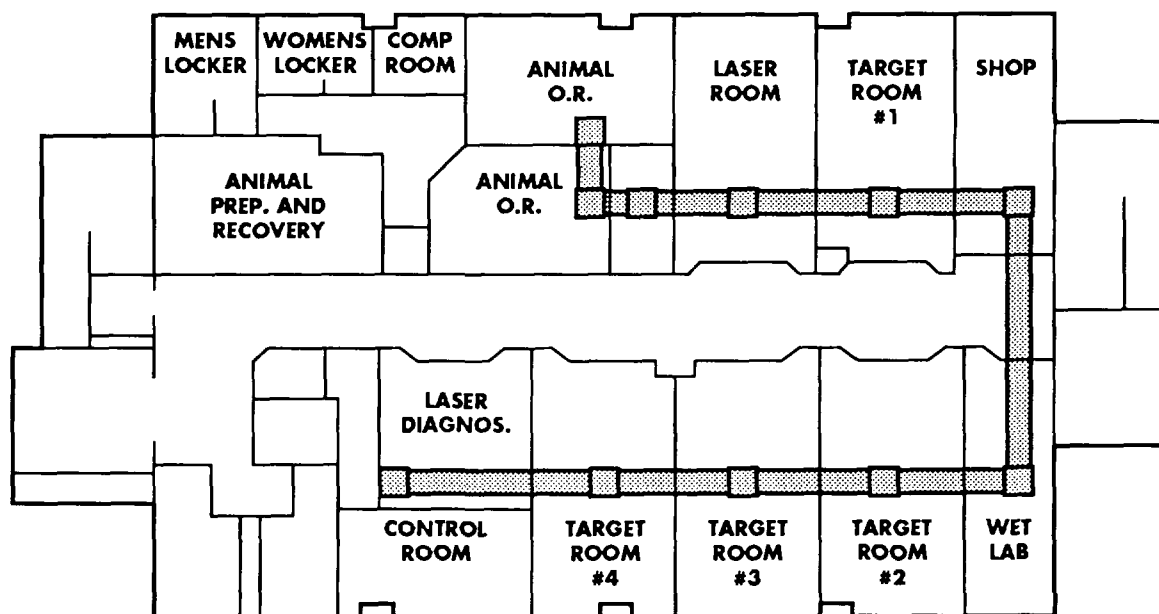 MENS
LOCKER
WOMENS
LOCKER
COMP
ROOM
ANIMAL
O.R.
LASER
ROOM
TARGET
ROOM
#1
SHOP
ANIMAL
PREP. AND
RECOVERY
ANIMAL
O.R.
LASER
DIAGNOS.
CONTROL
ROOM
TARGET
ROOM
#4
TARGET
ROOM
#3
TARGET
ROOM
#2
WET
LAB